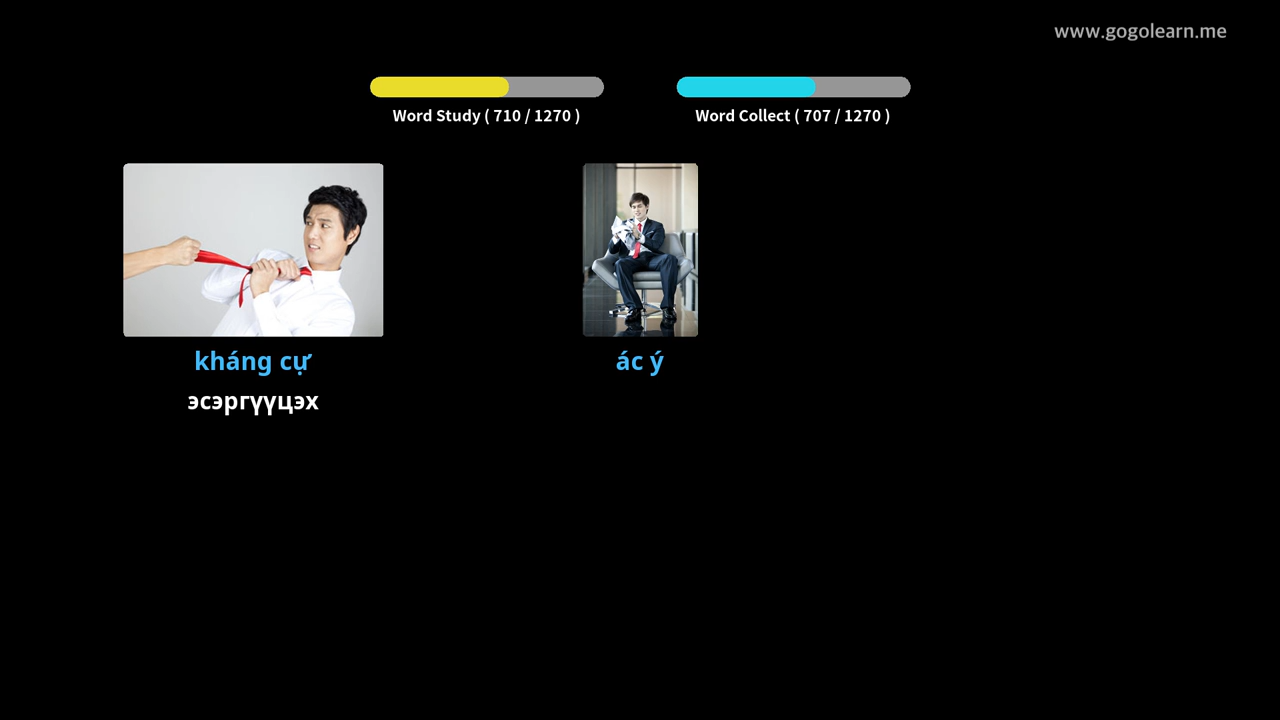 www.gogolearn.me
Word Study ( 710 / 1270 )
Word Collect ( 707 / 1270 )
kháng cự
эсэргүүцэх
ác ý